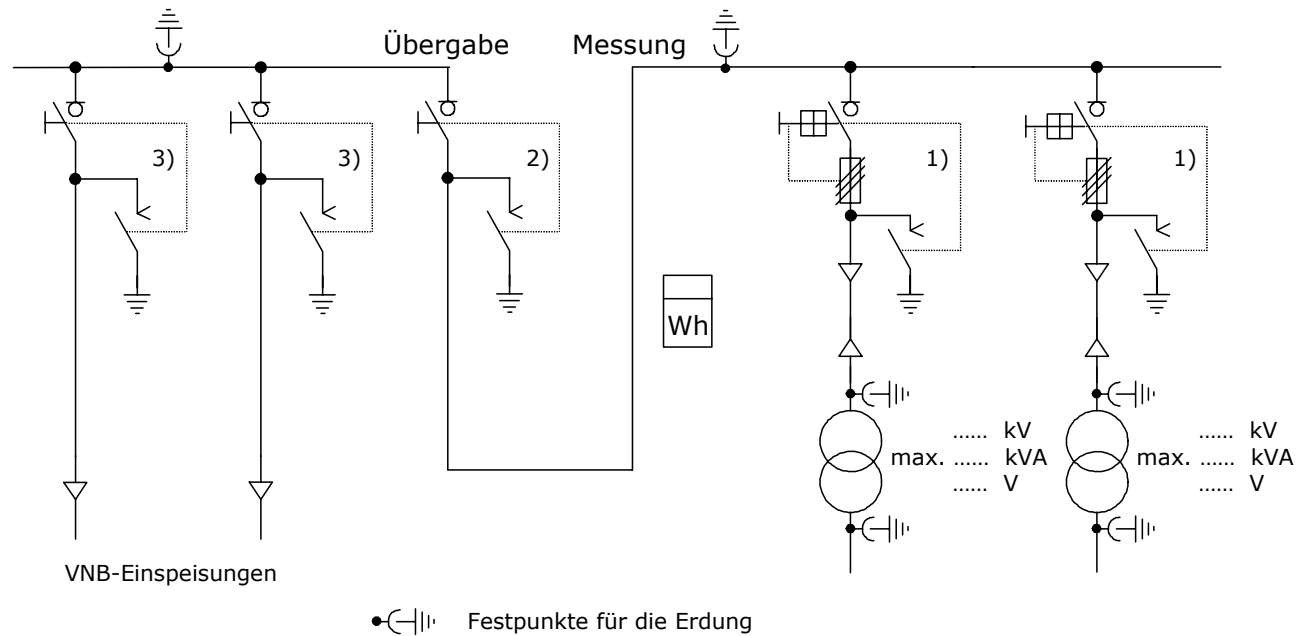 Übergabe
Messung
3)
3)
2)
1)
1)
Wh
...... kV
max. ...... kVA
...... V
...... kV
max. ...... kVA
...... V
VNB-Einspeisungen
Festpunkte für die Erdung